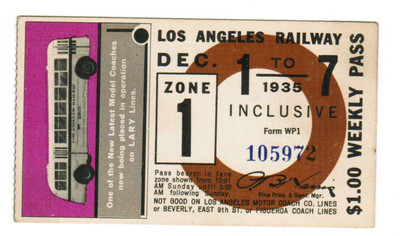 LOS ANGELES RAILWAY
DEC. 1 TO 7
1935
INCLUSIVE
ZONE
1
Form WP1
105972
Pass bearer in fare
zone shown from 12:01
AM Sunday until 3:30
AM following Sunday.
Vice Pres. & Genl. Mgr.
NOT GOOD ON LOS ANGELES MOTOR COACH CO. LINES
or BEVERLY, EAST 9th ST. or FIGUEROA COACH LINES
$1.00 WEEKLY PASS
One of the New Latest Model Coaches
now being placed in operation
on LARY Lines.